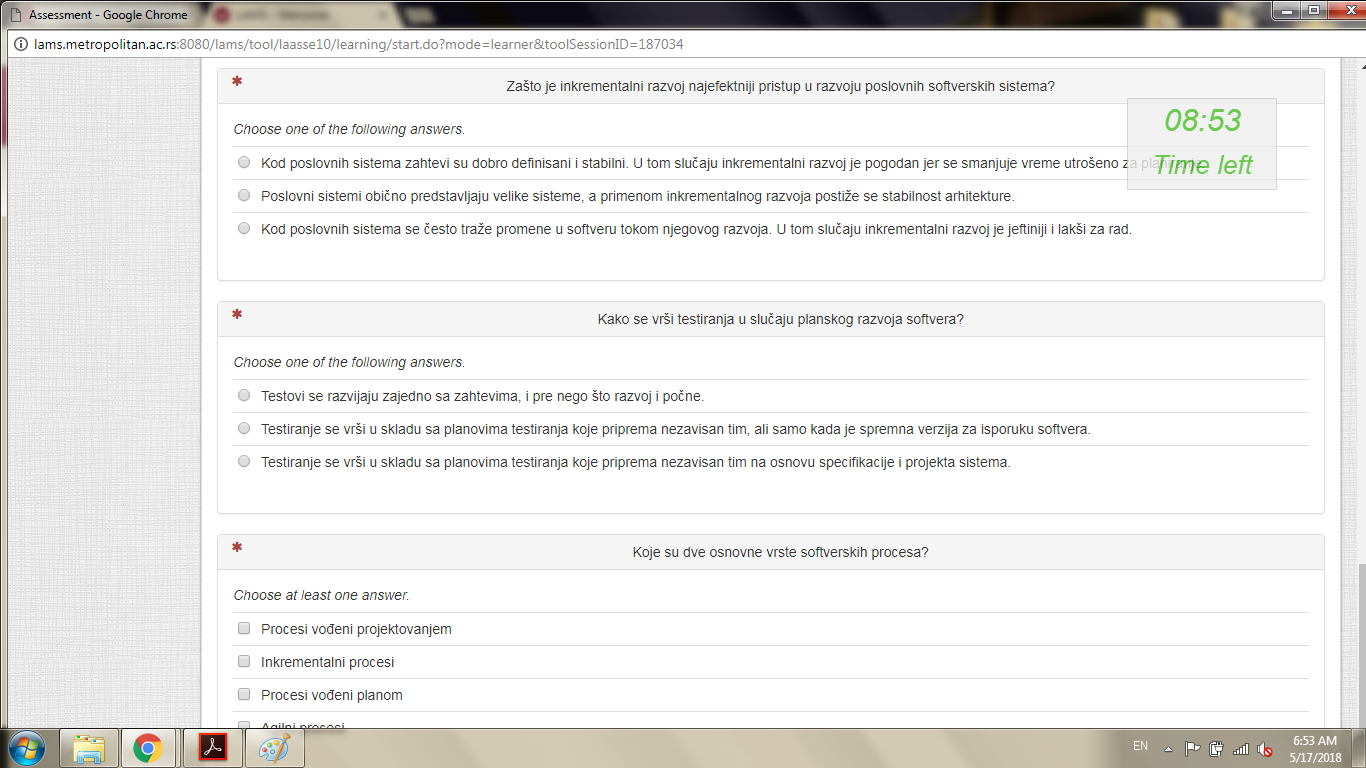 Assessment - Google Chrome
lams.metropolitan.ac.rs:8080/lams/tool/laasse10/learning/start.do?mode=learner&toolSessionID=187034
Zašto je inkrementalni razvoj najefektniji pristup u razvoju poslovnih softverskih sistema?
08:53
Time left
Choose one of the following answers.
Kod poslovnih sistema zahtevi su dobro definisani i stabilni. U tom slučaju inkrementalni razvoj je pogodan jer se smanjuje vreme utrošeno za
Poslovni sistemi obično predstavljaju velike sisteme, a primenom inkrementalnog razvoja postiže se stabilnost arhitekture.
Kod poslovnih sistema se često traže promene u softveru tokom njegovog razvoja. U tom slučaju inkrementalni razvoj je jeftiniji i lakši za rad.
Kako se vrši testiranja u slučaju planskog razvoja softvera?
Choose one of the following answers.
Testovi se razvijaju zajedno sa zahtevima, i pre nego što razvoj i počne.
Testiranje se vrši u skladu sa planovima testiranja koje priprema nezavisan tim, ali samo kada je spremna verzija za isporuku softvera.
Testiranje se vrši u skladu sa planovima testiranja koje priprema nezavisan tim na osnovu specifikacije i projekta sistema.
Koje su dve osnovne vrste softverskih procesa?
Choose at least one answer.
Procesi vođeni projektovanjem
Inkrementalni procesi
Procesi vođeni planom
Agilni procesi
EN
6:53 AM
5/17/2018